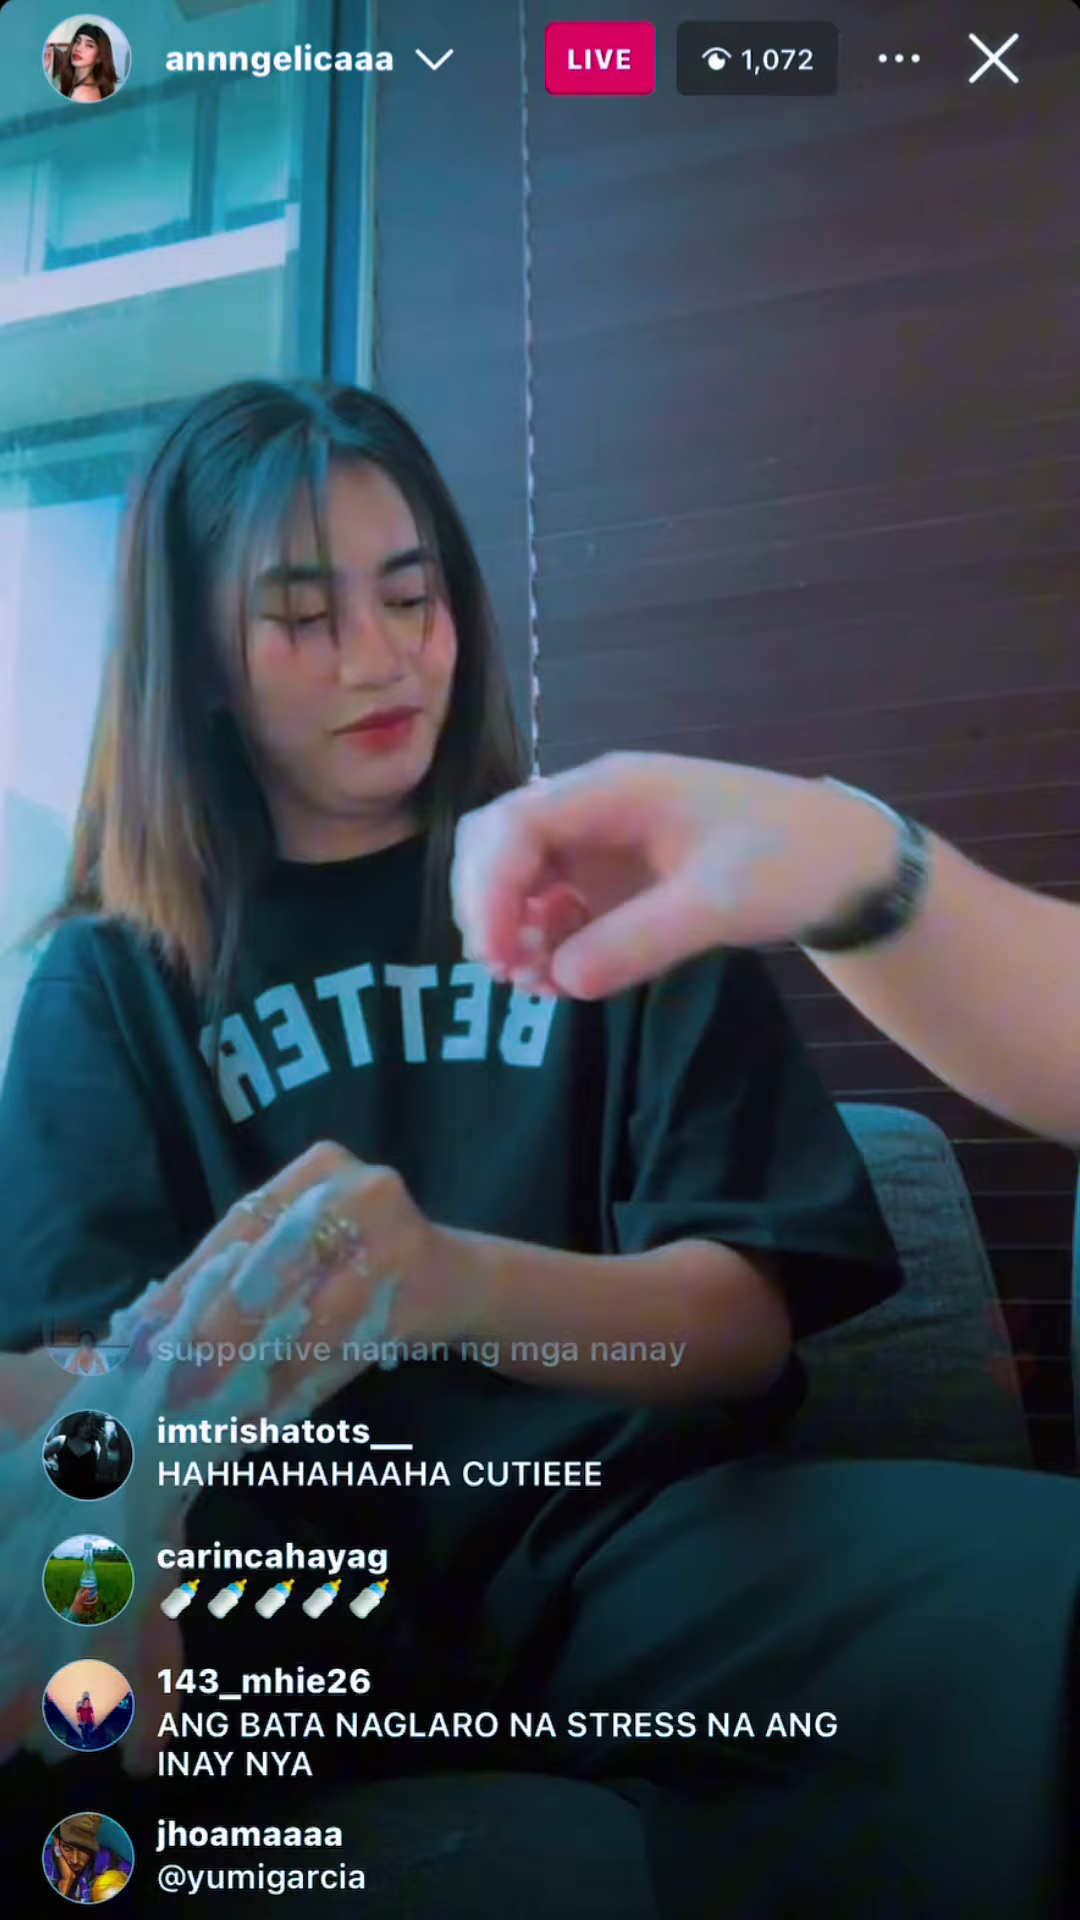 annngelicaaa
LIVE
1,072
BETTER
supportive naman ng mga nanay
imtrishatots__
HAHHAHAHAAHA CUTIEEE
carincahayag
🍼🍼🍼🍼🍼
143_mhie26
ANG BATA NAGLARO NA STRESS NA ANG
INAY NYA
jhoamaaaa
@yumigarcia